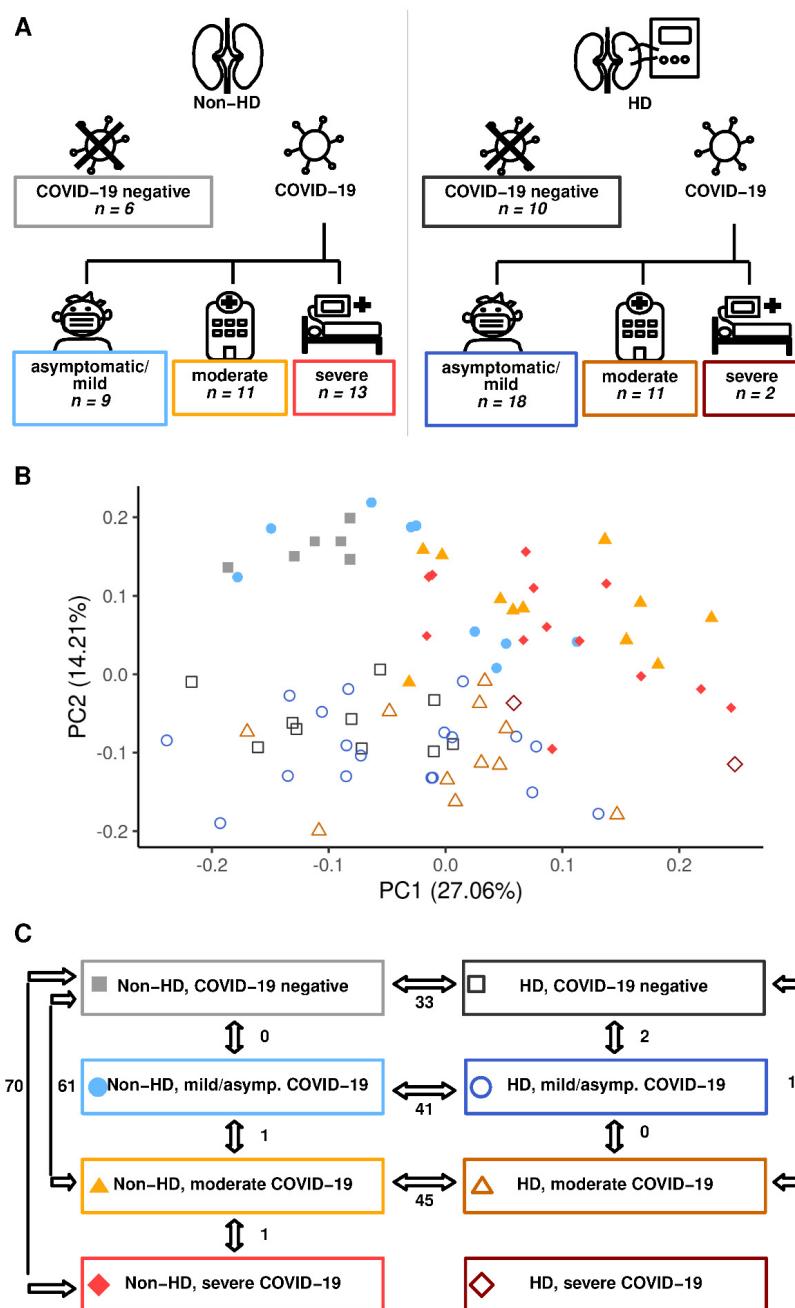 A
Non−HD
HD
COVID−19 negative
n = 6
COVID−19
COVID−19 negative
n = 10
COVID−19
asymptomatic/
mild
n = 9
moderate
n = 11
severe
n = 13
asymptomatic/
mild
n = 18
moderate
n = 11
severe
n = 2
B
PC2 (14.21%)
0.2
0.1
0.0
-0.1
-0.2
-0.2 -0.1 0.0 0.1 0.2
PC1 (27.06%)
C
Non−HD, COVID−19 negative
33
HD, COVID−19 negative
0
2
70
61
Non−HD, mild/asymp. COVID−19
41
HD, mild/asymp. COVID−19
1
1
0
Non−HD, moderate COVID−19
45
HD, moderate COVID−19
1
Non−HD, severe COVID−19
HD, severe COVID−19